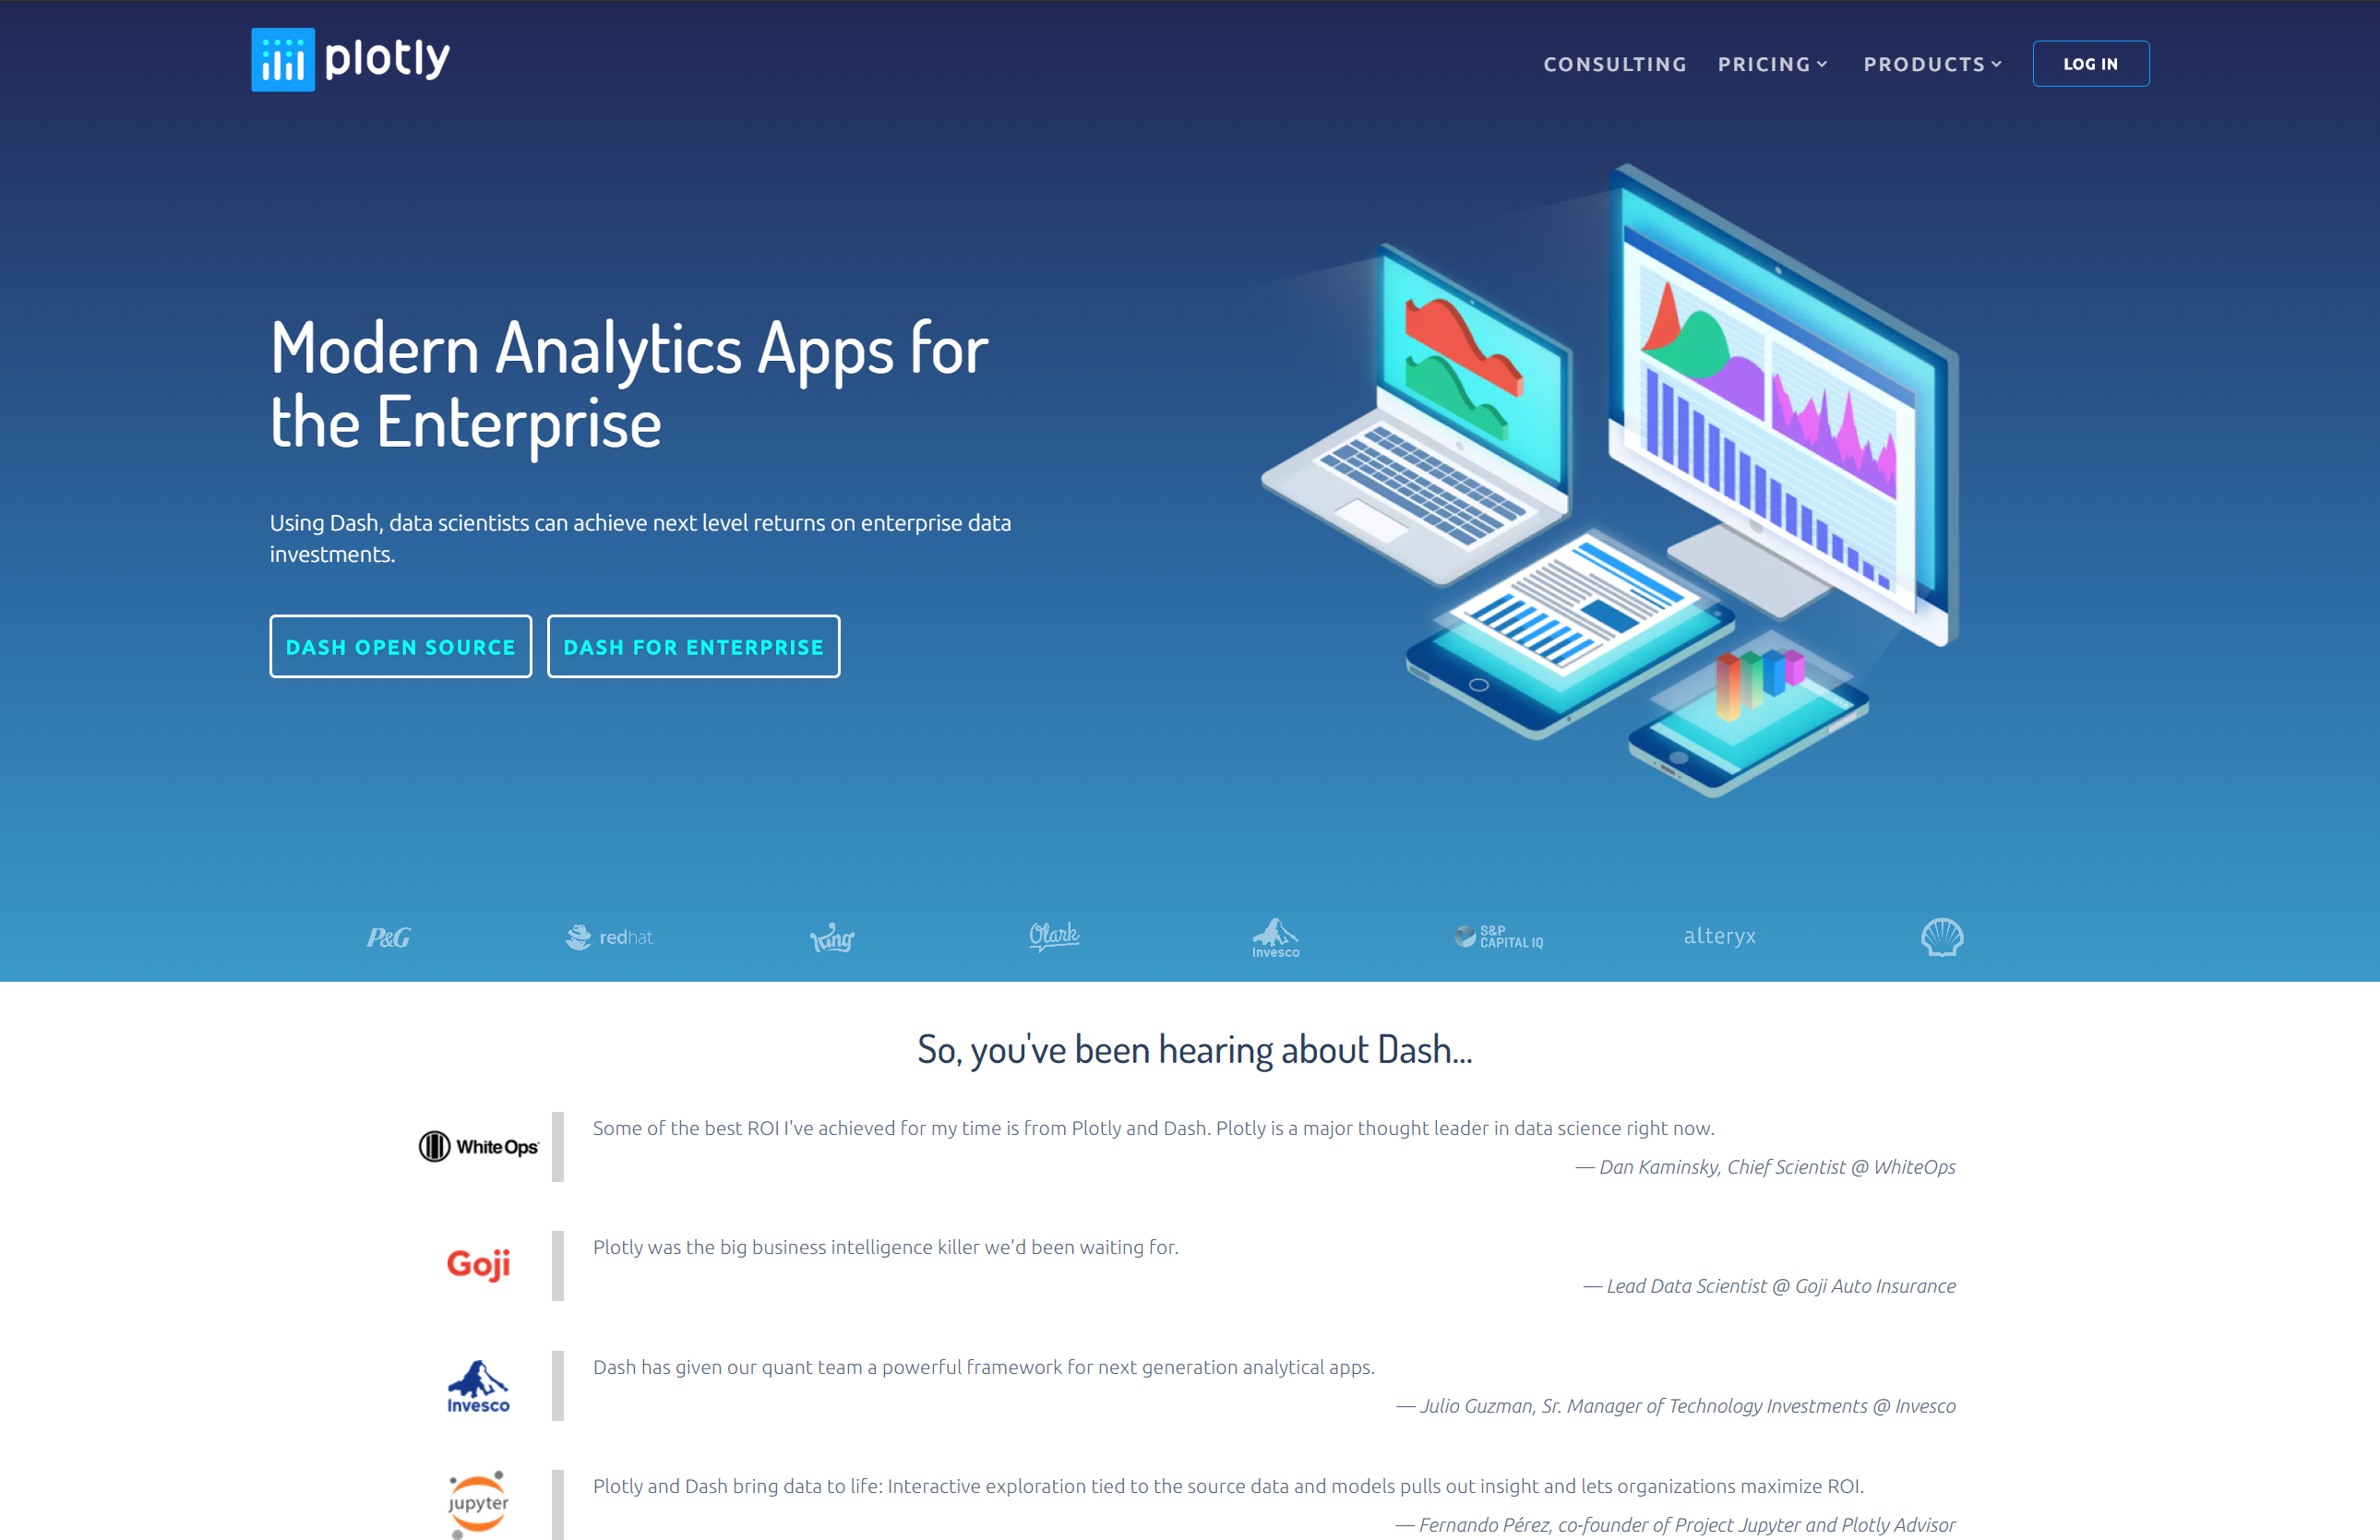 plotly
CONSULTING
PRICING
PRODUCTS
LOG IN
Modern Analytics Apps for
the Enterprise
Using Dash, data scientists can achieve next level returns on enterprise data
investments.
DASH OPEN SOURCE
DASH FOR ENTERPRISE
P&G
redhat
King
Olark
Invesco
S&P
CAPITAL IQ
alteryx
So, you've been hearing about Dash...
White Ops
Some of the best ROI I've achieved for my time is from Plotly and Dash. Plotly is a major thought leader in data science right now.
— Dan Kaminsky, Chief Scientist @ WhiteOps
Goji
Plotly was the big business intelligence killer we'd been waiting for.
— Lead Data Scientist @ Goji Auto Insurance
Invesco
Dash has given our quant team a powerful framework for next generation analytical apps.
— Julio Guzman, Sr. Manager of Technology Investments @ Invesco
jupyter
Plotly and Dash bring data to life: Interactive exploration tied to the source data and models pulls out insight and lets organizations maximize ROI.
— Fernando Pérez, co-founder of Project Jupyter and Plotly Advisor